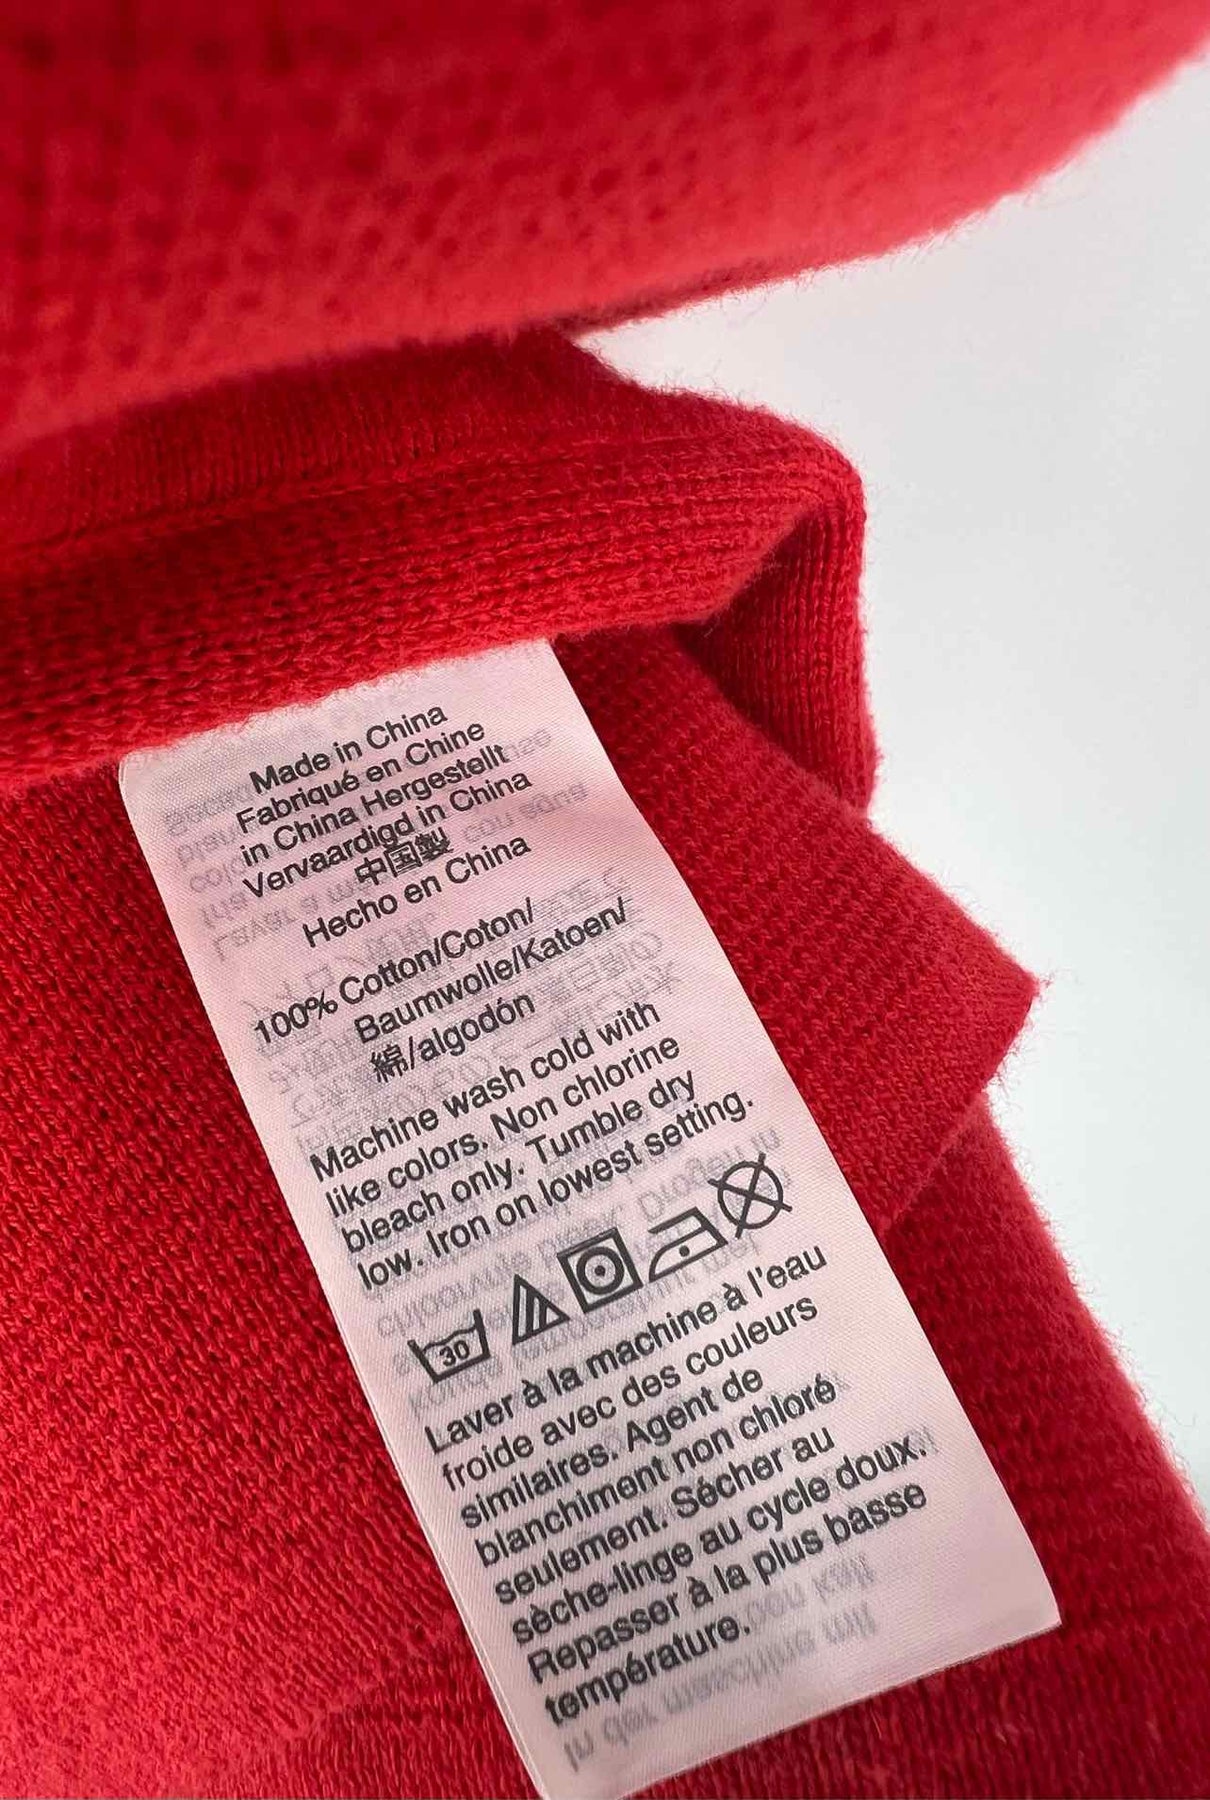 Made in China
Fabriqué en Chine
in China Hergestellt
Vervaardigd in China
中国製
Hecho en China
100% Cotton/Coton/
Baumwolle/Katoen/
綿/algodón
Machine wash cold with
like colors. Non chlorine
bleach only. Tumble dry
low. Iron on lowest setting.
30
Laver à la machine à l'eau
froide avec des couleurs
similaires. Agent de
blanchiment non chloré
seulement. Sécher au
sèche-linge au cycle doux.
Repasser à la plus basse
température.